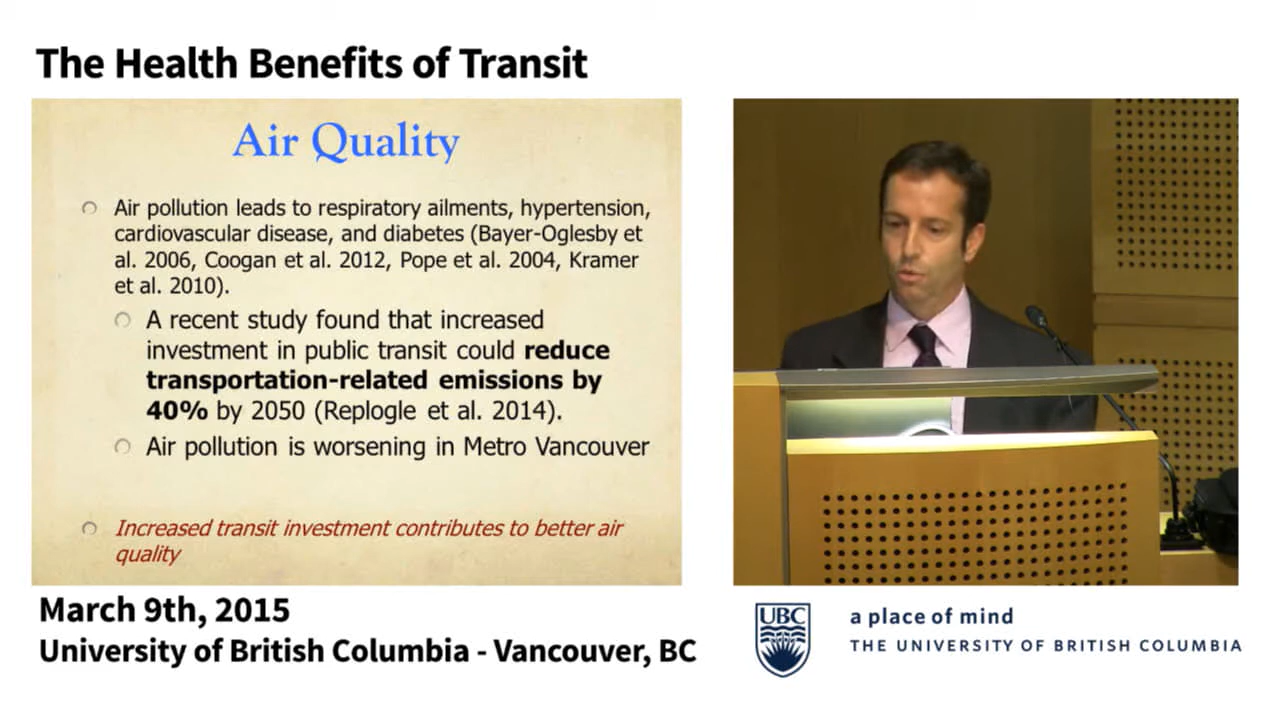 The Health Benefits of Transit
Air Quality
Air pollution leads to respiratory ailments, hypertension,
cardiovascular disease, and diabetes (Bayer-Oglesby et
al. 2006, Coogan et al. 2012, Pope et al. 2004, Kramer
et al. 2010).
A recent study found that increased
investment in public transit could reduce
transportation-related emissions by
40% by 2050 (Replogle et al. 2014).
Air pollution is worsening in Metro Vancouver
Increased transit investment contributes to better air
quality
March 9th, 2015
University of British Columbia - Vancouver, BC
UBC
a place of mind
THE UNIVERSITY OF BRITISH COLUMBIA